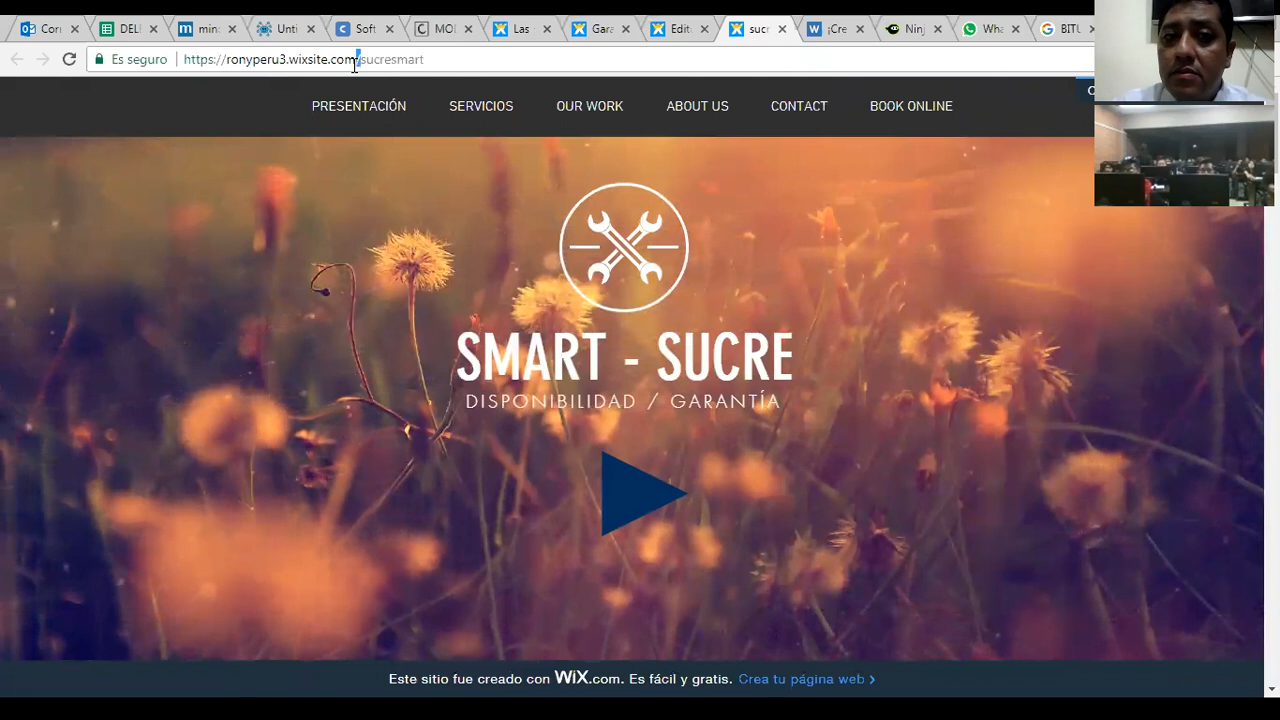 Cor
DELI
mind
Unti
Soft
MO
Las
Gara
Edit
sucr
¡Cre
Ninj
Wha
BITU
Es seguro https://ronyperu3.wixsite.com/sucresmart
PRESENTACIÓN SERVICIOS OUR WORK ABOUT US CONTACT BOOK ONLINE
SMART - SUCRE
DISPONIBILIDAD / GARANTÍA
Este sitio fue creado con WiX.com. Es fácil y gratis. Crea tu página web ›